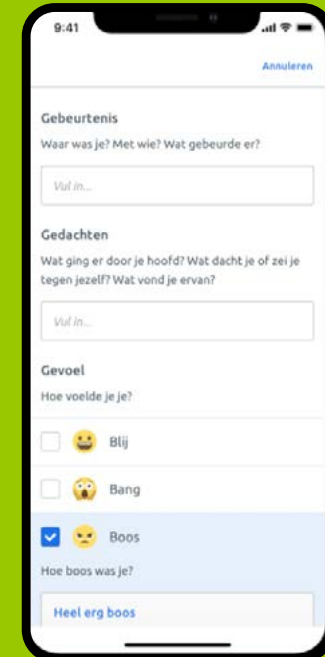 9:41
Annuleren
Gebeurtenis
Waar was je? Met wie? Wat gebeurde er?
Vul in...
Gedachten
Wat ging er door je hoofd? Wat dacht je of zei je
tegen jezelf? Wat vond je ervan?
Vul in...
Gevoel
Hoe voelde je je?
Blij
Bang
Boos
Hoe boos was je?
Heel erg boos